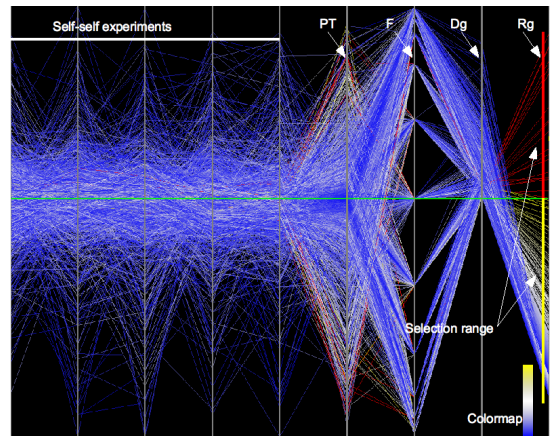 Self-self experiments
PT
F
Dg
Rg
Selection range
Colormap